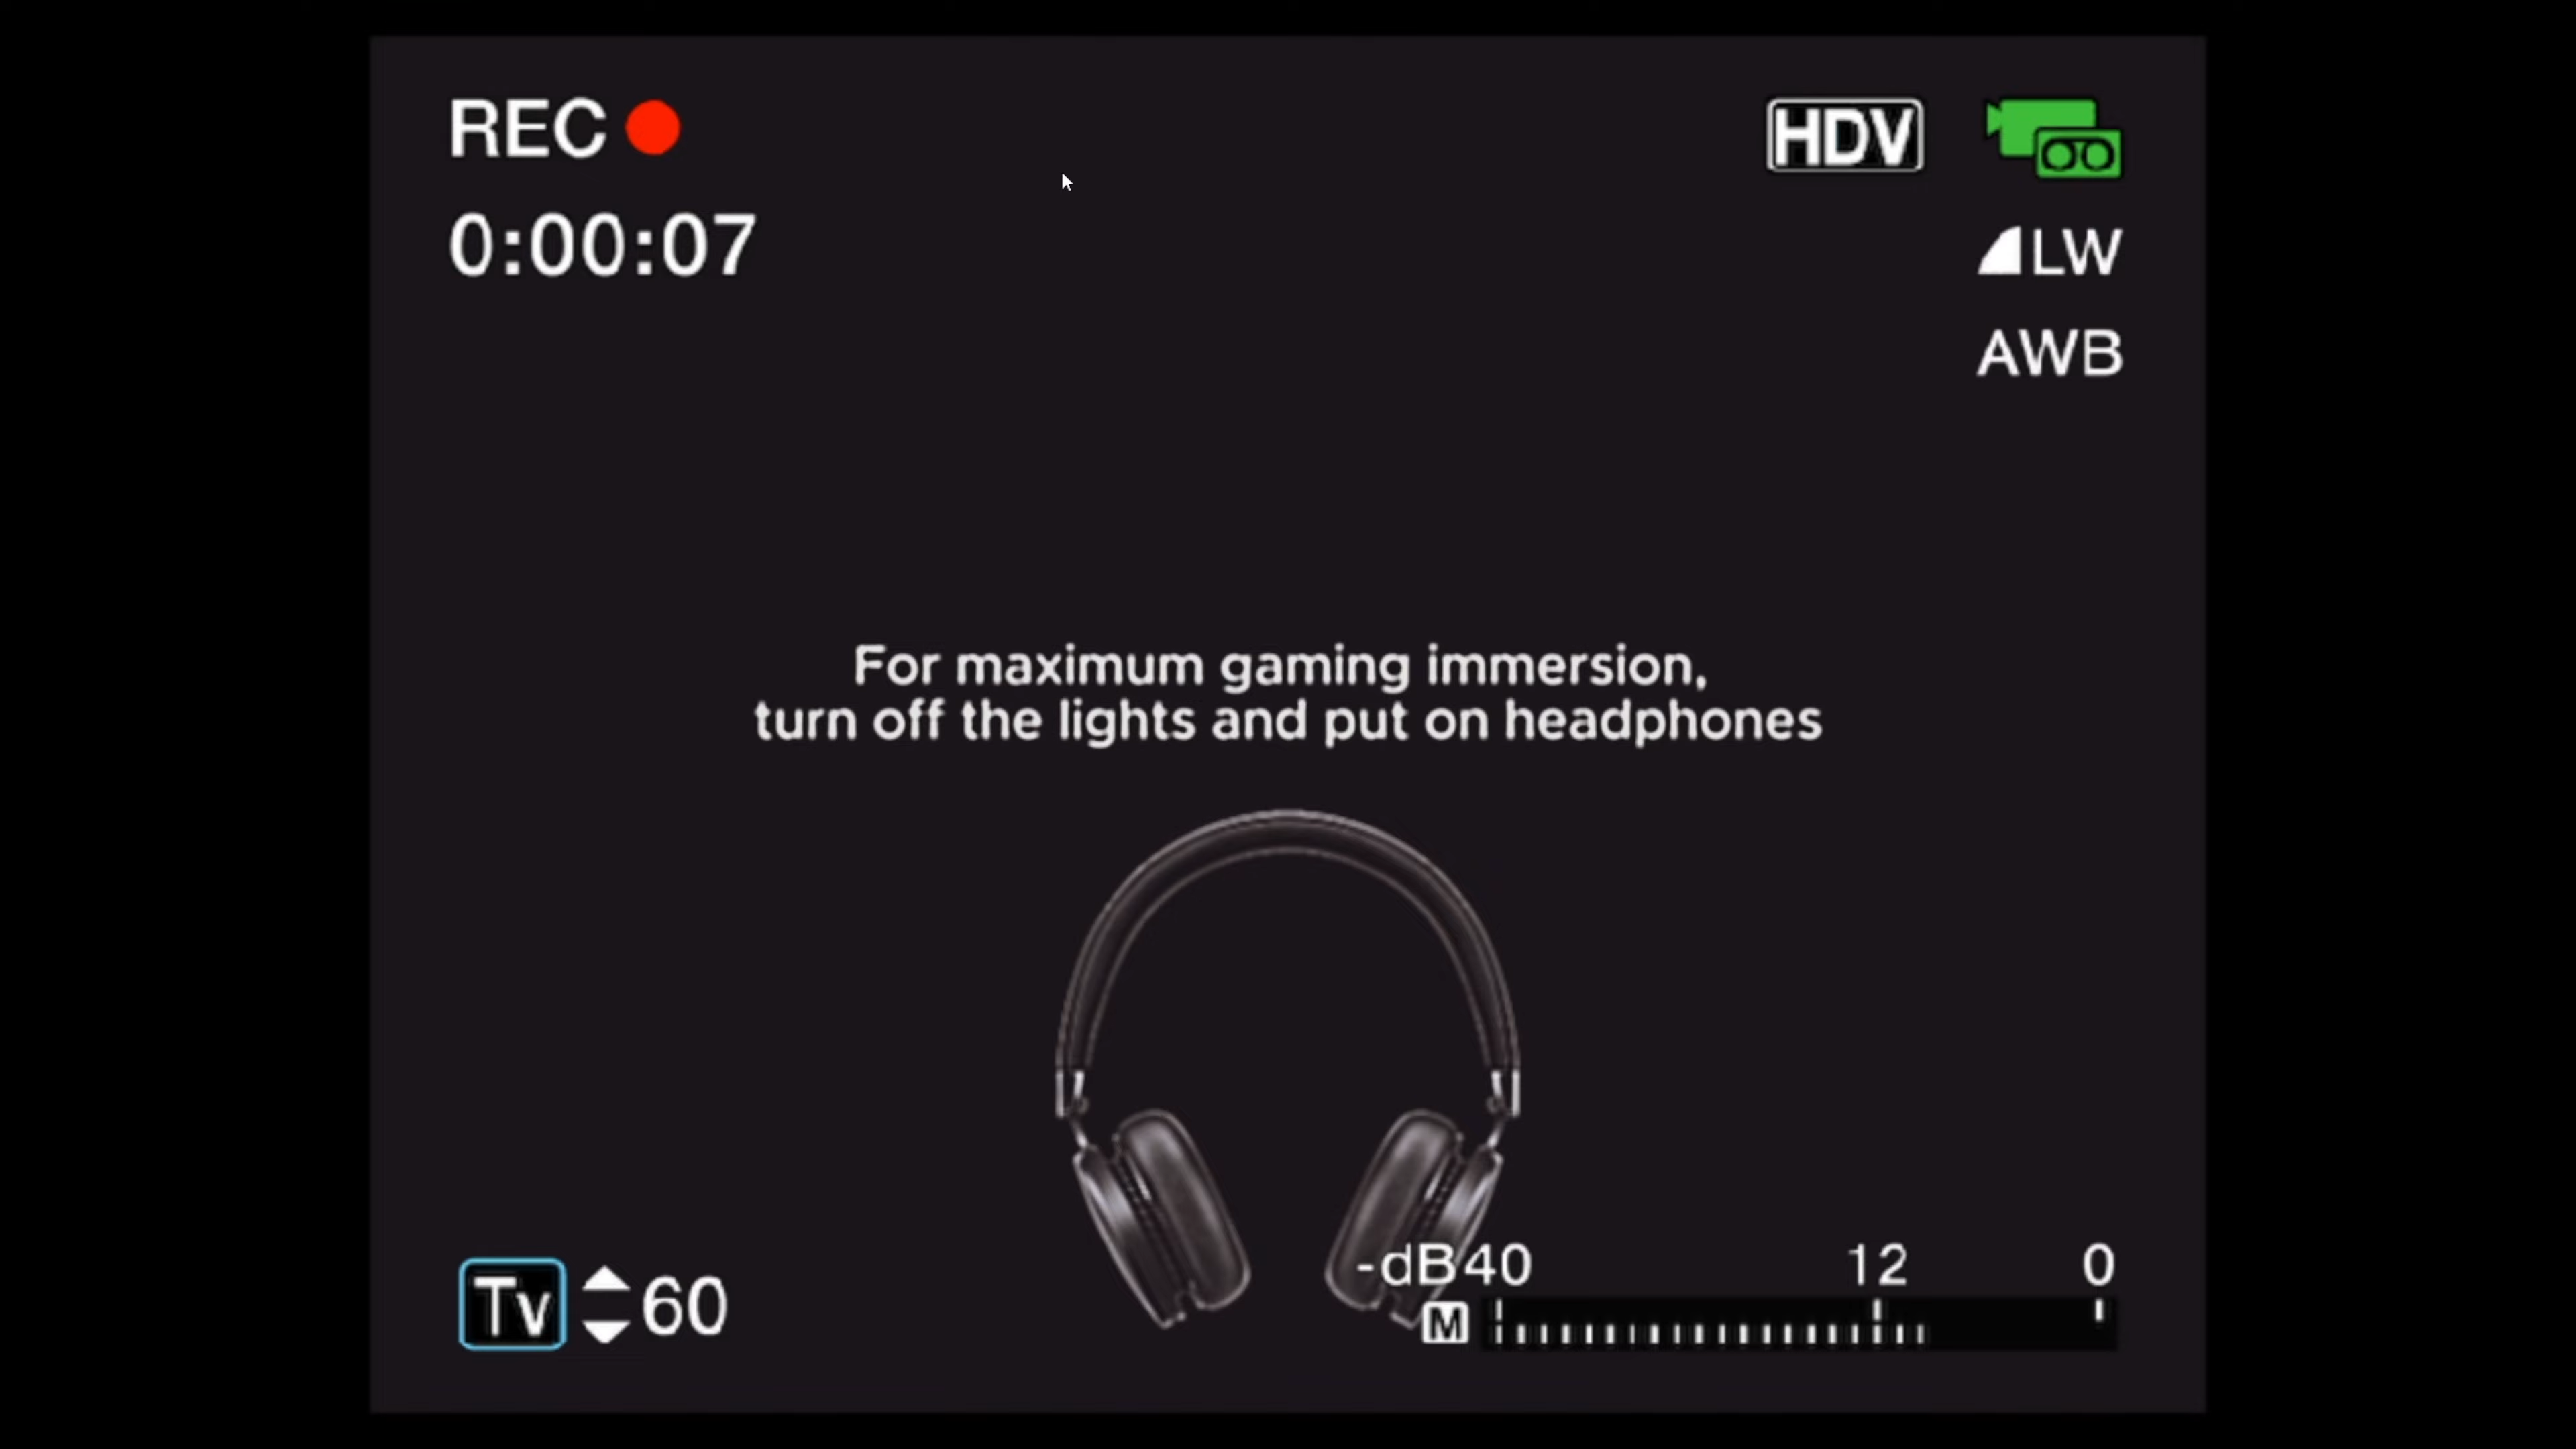 REC
HDV
0:00:07
LW
AWB
For maximum gaming immersion,
turn off the lights and put on headphones
-dB40 12 0
M
Tv 60